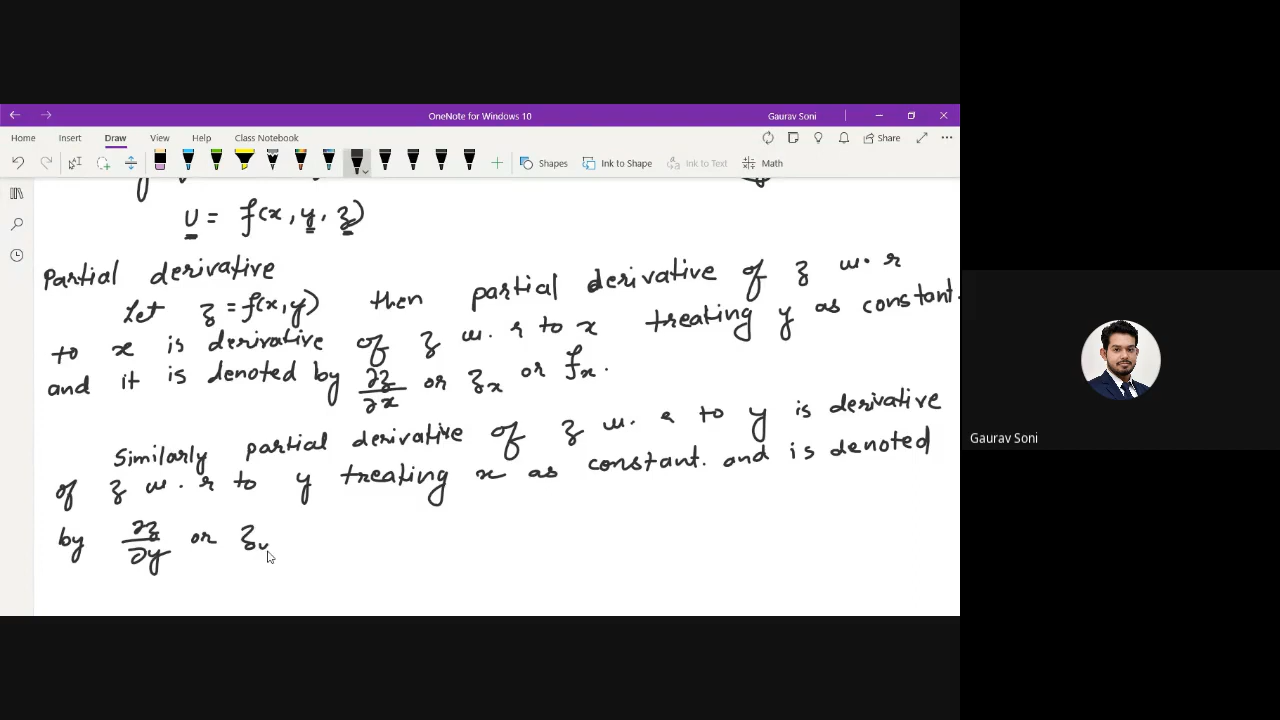 OneNote for Windows 10
Gaurav Soni
Home Insert Draw View Help Class Notebook
Share
Shapes Ink to Shape Ink to Text Math
U = f(x, y, z)
Partial derivative
Let z = f(x,y) then partial derivative of z w.r
to x is derivative of z w.r to x treating y as constant.
and it is denoted by ∂z/∂x or zx or fx.
Similarly partial derivative of z w.r to y is derivative
of z w.r to y treating x as constant. and is denoted
by ∂z/∂y or z
Gaurav Soni